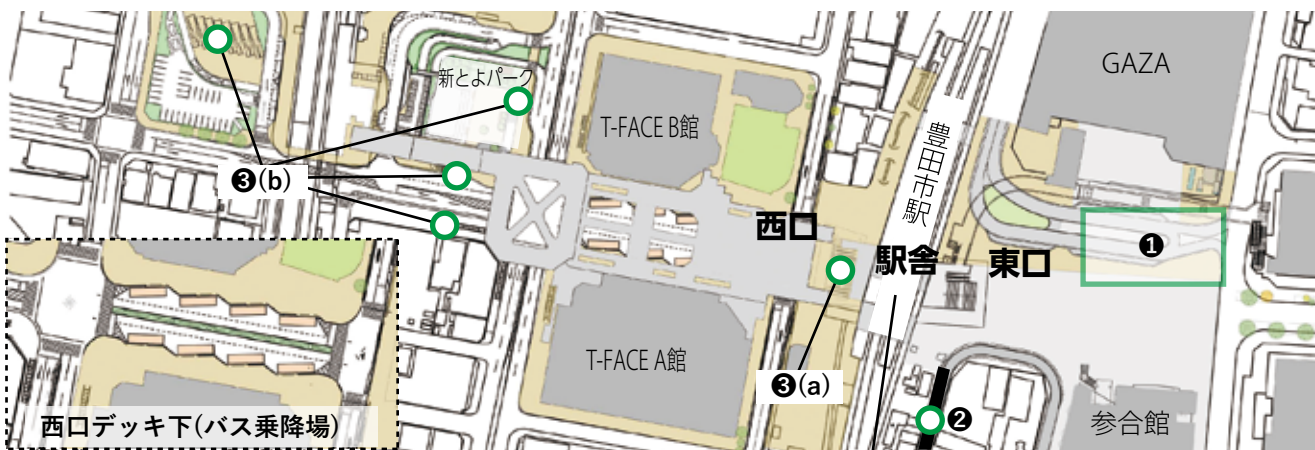 新とよパーク
GAZA
T-FACE B館
豊田市駅
❸(b)
西口
駅舎
東口
❶
T-FACE A館
❸(a)
❷
参合館
西口デッキ下(バス乗降場)